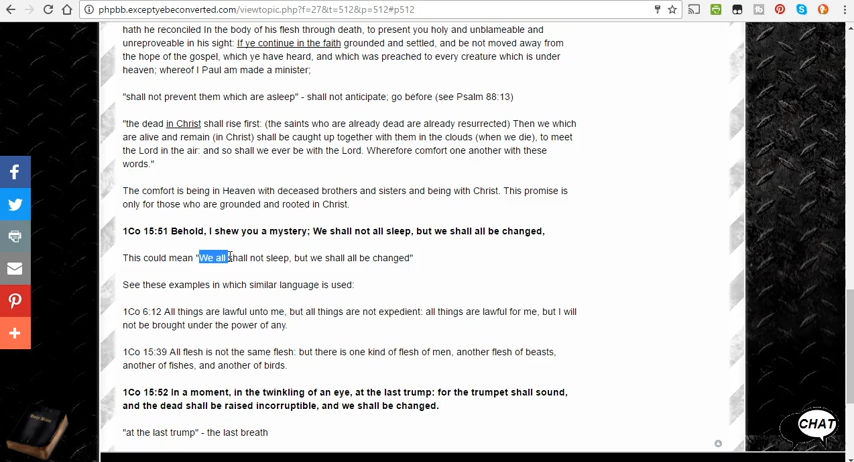 phpbb.exceptyebeconverted.com/viewtopic.php?f=27&t=512&p=512#p512
hath he reconciled In the body of his flesh through death, to present you holy and unblameable and
unreproveable in his sight: If ye continue in the faith grounded and settled, and be not moved away from
the hope of the gospel, which ye have heard, and which was preached to every creature which is under
heaven; whereof I Paul am made a minister;
"shall not prevent them which are asleep" - shall not anticipate; go before (see Psalm 88:13)
"the dead in Christ shall rise first: (the saints who are already dead are already resurrected) Then we which
are alive and remain (in Christ) shall be caught up together with them in the clouds (when we die), to meet
the Lord in the air: and so shall we ever be with the Lord. Wherefore comfort one another with these
words."
The comfort is being in Heaven with deceased brothers and sisters and being with Christ. This promise is
only for those who are grounded and rooted in Christ.
1Co 15:51 Behold, I shew you a mystery; We shall not all sleep, but we shall all be changed,
This could mean "We all shall not sleep, but we shall all be changed"
See these examples in which similar language is used:
1Co 6:12 All things are lawful unto me, but all things are not expedient: all things are lawful for me, but I will
not be brought under the power of any.
1Co 15:39 All flesh is not the same flesh: but there is one kind of flesh of men, another flesh of beasts,
another of fishes, and another of birds.
1Co 15:52 In a moment, in the twinkling of an eye, at the last trump: for the trumpet shall sound,
and the dead shall be raised incorruptible, and we shall be changed.
"at the last trump" - the last breath
CHAT